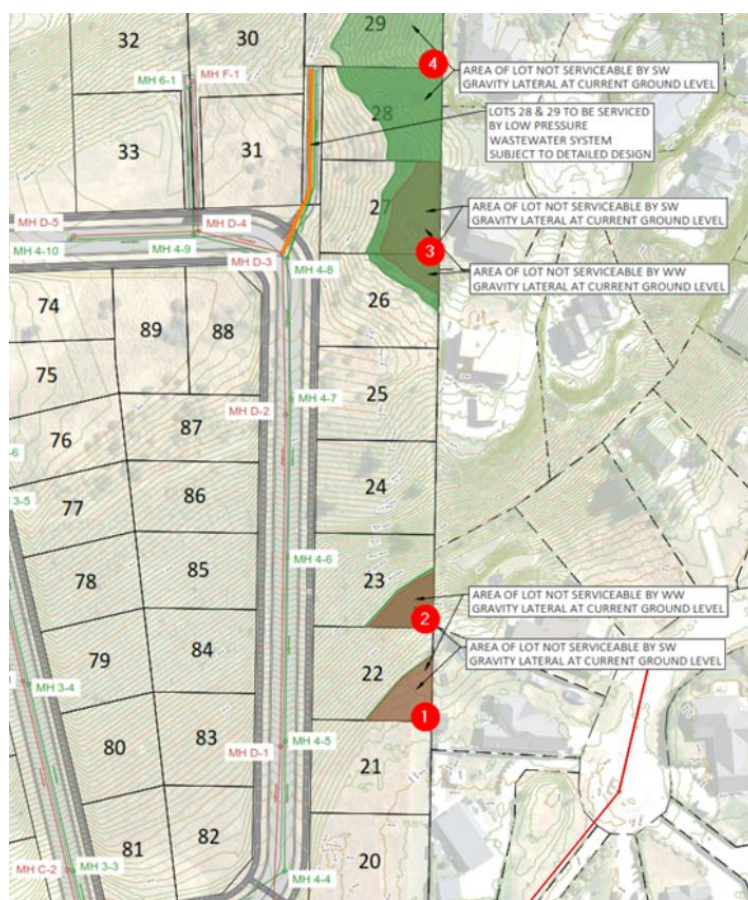 29
32
30
4
MH 6-1
MH F-1
AREA OF LOT NOT SERVICEABLE BY SW
GRAVITY LATERAL AT CURRENT GROUND LEVEL
28
LOTS 28 & 29 TO BE SERVICED
BY LOW PRESSURE
WASTEWATER SYSTEM
SUBJECT TO DETAILED DESIGN
33
31
27
AREA OF LOT NOT SERVICEABLE BY SW
GRAVITY LATERAL AT CURRENT GROUND LEVEL
MH D-5
MH D-4
MH 4-10
MH 4-9
MH D-3
MH 4-8
3
AREA OF LOT NOT SERVICEABLE BY WW
GRAVITY LATERAL AT CURRENT GROUND LEVEL
74
89
88
26
75
25
MH 4-7
MH D-2
76
87
-6
77
86
24
3-5
MH 4-6
78
85
23
AREA OF LOT NOT SERVICEABLE BY WW
GRAVITY LATERAL AT CURRENT GROUND LEVEL
2
79
84
22
AREA OF LOT NOT SERVICEABLE BY SW
GRAVITY LATERAL AT CURRENT GROUND LEVEL
MH 3-4
1
80
83
MH D-1
MH 4-5
21
81
82
20
MH C-2
MH 3-3
MH 4-4